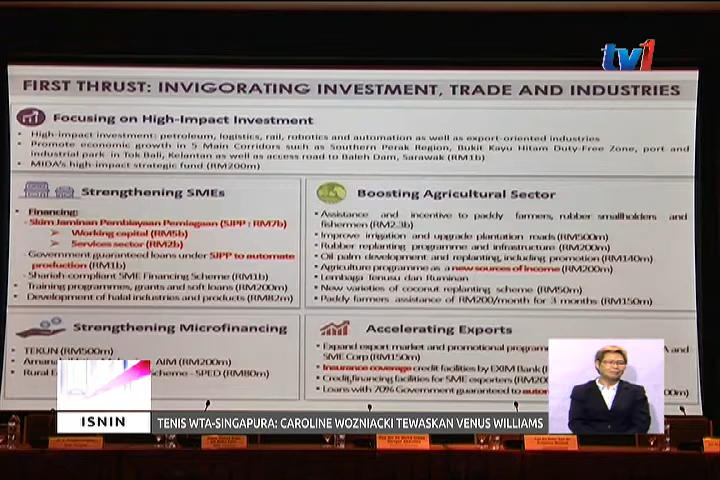 tv1
FIRST THRUST: INVIGORATING INVESTMENT, TRADE AND INDUSTRIES
Focusing on High-Impact Investment
High-impact investment: petroleum, logistics, rail, robotics and automation as well as export-oriented industries
Promote economic growth in 5 Main Corridors such as Southern Perak Region, Bukit Kayu Hitam Duty-Free Zone, port and
industrial park in Tok Bali, Kelantan as well as access road to Baleh Dam, Sarawak (RM1b)
MIDA's high-impact strategic fund (RM200m)
Strengthening SMEs
Financing:
- Skim Jaminan Pembiayaan Perniagaan (SJPP : RM7b)
Working capital (RM5b)
Services sector (RM2b)
- Government guaranteed loans under SJPP to automate
production (RM1b)
- Shariah compliant SME Financing Scheme (RM1b)
Training programmes, grants and soft loans (RM200m)
Development of halal industries and products (RM82m)
Boosting Agricultural Sector
Assistance and incentive to paddy farmers, rubber smallholders and
fishermen (RM2.3b)
Improve irrigation and upgrade plantation roads (RM500m)
Rubber replanting programme and infrastructure (RM200m)
Oil palm development and replanting, including promotion (RM140m)
Agriculture programme as a new sources of income (RM200m)
Lembaga Tenusu dan Ruminan
New varieties of coconut replanting scheme (RM50m)
Paddy farmers assistance of RM200/month for 3 months (RM150m)
Strengthening Microfinancing
TEKUN (RM500m)
Amana AIM (RM200m)
Rural E cheme - SPED (RM80m)
Accelerating Exports
Expand export market and promotional progra A and
SME Corp (RM150m)
Insurance coverage credit facilities by EXIM Bank
Credit financing facilities for SME exporters
Loans with 70% Government guaranteed to
ISNIN
TENIS WTA-SINGAPURA: CAROLINE WOZNIACKI TEWASKAN VENUS WILLIAMS